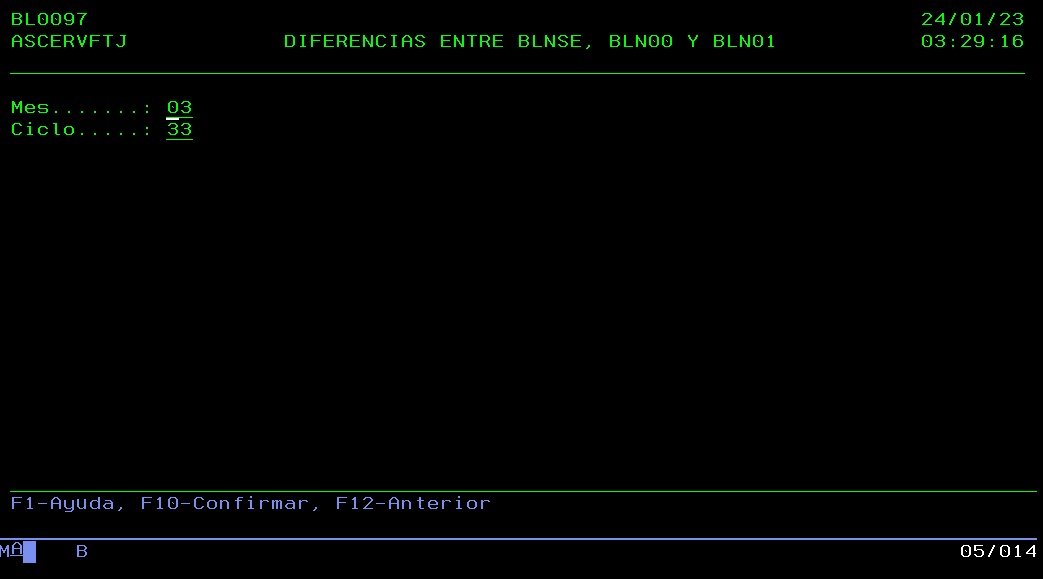 BL0097 24/01/23
ASCERVFTJ DIFERENCIAS ENTRE BLNSE, BLN00 Y BLN01 03:29:16
Mes.......: 03
Ciclo.....: 33
F1-Ayuda, F10-Confirmar, F12-Anterior
MA B 05/014